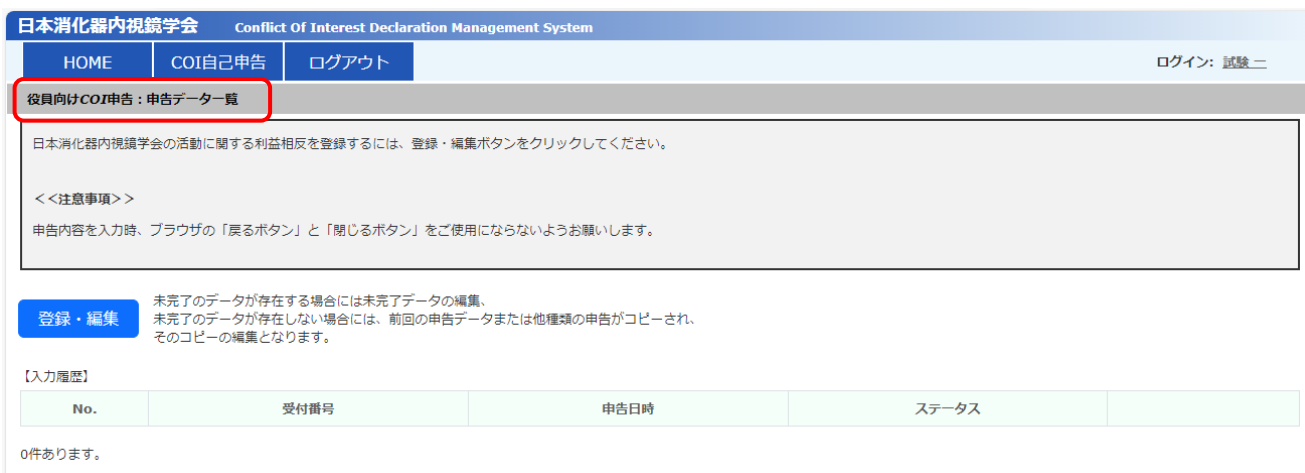 日本消化器内視鏡学会 Conflict Of Interest Declaration Management System
HOME COI自己申告 ログアウト ログイン: 試験 一
役員向けCOI申告：申告データ一覧
日本消化器内視鏡学会の活動に関する利益相反を登録するには、登録・編集ボタンをクリックしてください。
＜＜注意事項＞＞
申告内容を入力時、ブラウザの「戻るボタン」と「閉じるボタン」をご使用にならないようお願いします。
登録・編集
未完了のデータが存在する場合には未完了データの編集、
未完了のデータが存在しない場合には、前回の申告データまたは他種類の申告がコピーされ、
そのコピーの編集となります。
【入力履歴】
No. 受付番号 申告日時 ステータス
0件あります。